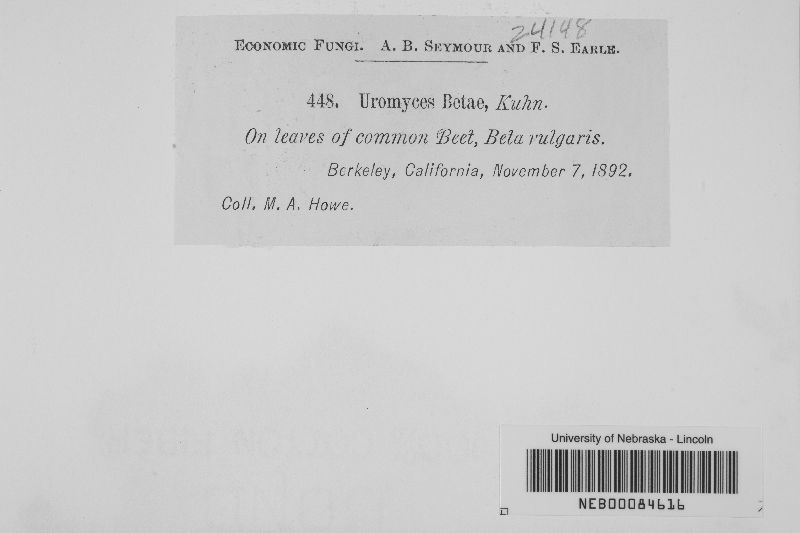 24148
ECONOMIC FUNGI. A. B. SEYMOUR AND F. S. EARLE.
448. Uromyces Betae, Kuhn.
On leaves of common Beet, Beta vulgaris.
Berkeley, California, November 7, 1892.
Coll. M. A. Howe.
University of Nebraska - Lincoln
NEB00084616